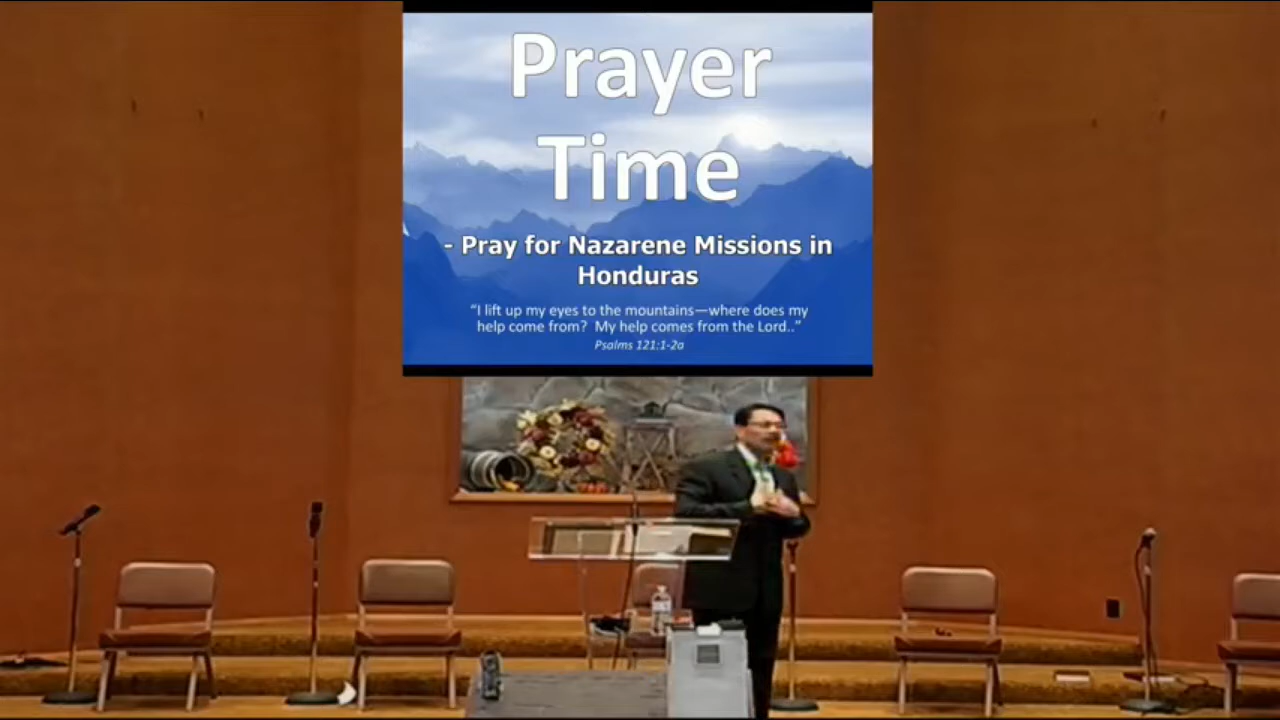 Prayer
Time
- Pray for Nazarene Missions in
Honduras
“I lift up my eyes to the mountains—where does my
help come from?  My help comes from the Lord..”
Psalms 121:1-2a